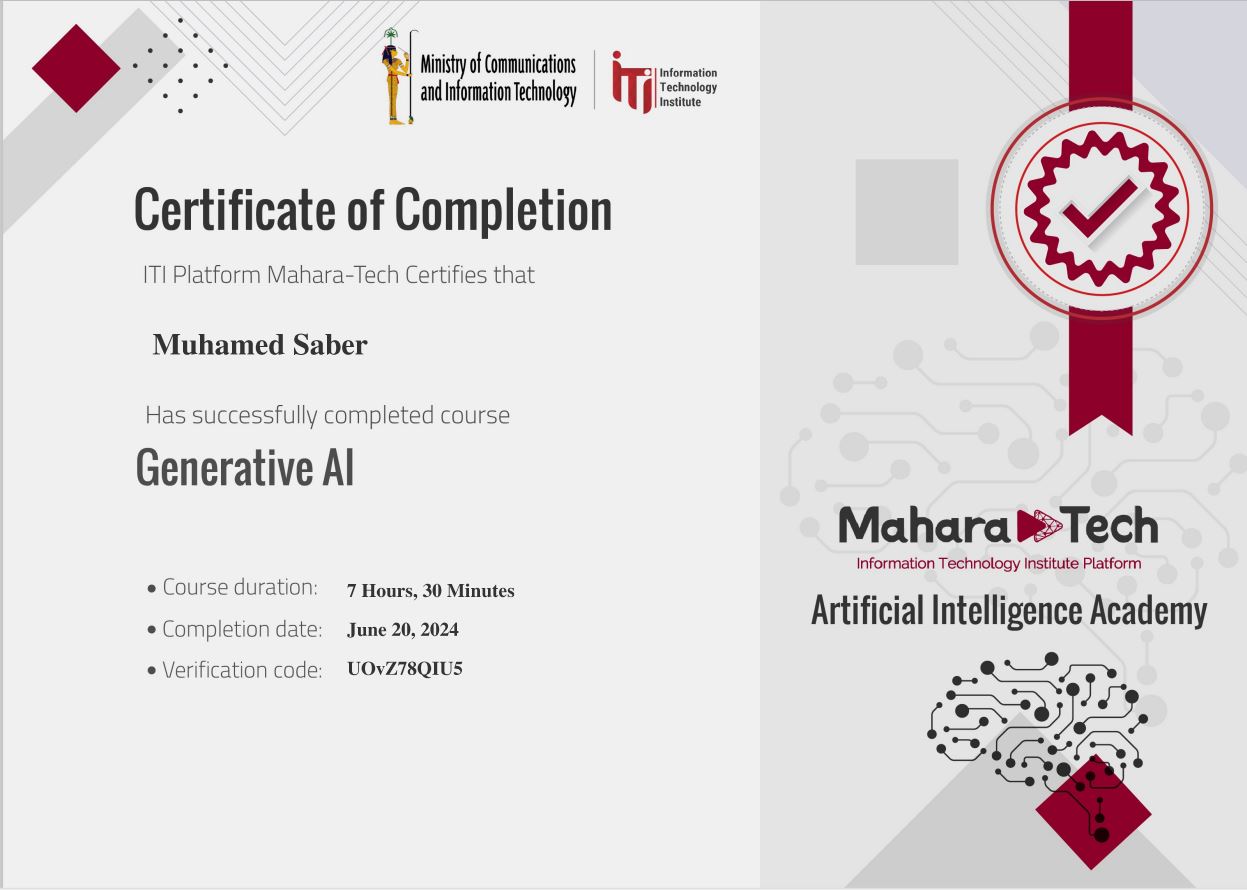 Ministry of Communications
and Information Technology
iTi
Information
Technology
Institute
Certificate of Completion
ITI Platform Mahara-Tech Certifies that
Muhamed Saber
Has successfully completed course
Generative AI
• Course duration: 7 Hours, 30 Minutes
• Completion date: June 20, 2024
• Verification code: UOvZ78QIU5
Mahara Tech
Information Technology Institute Platform
Artificial Intelligence Academy